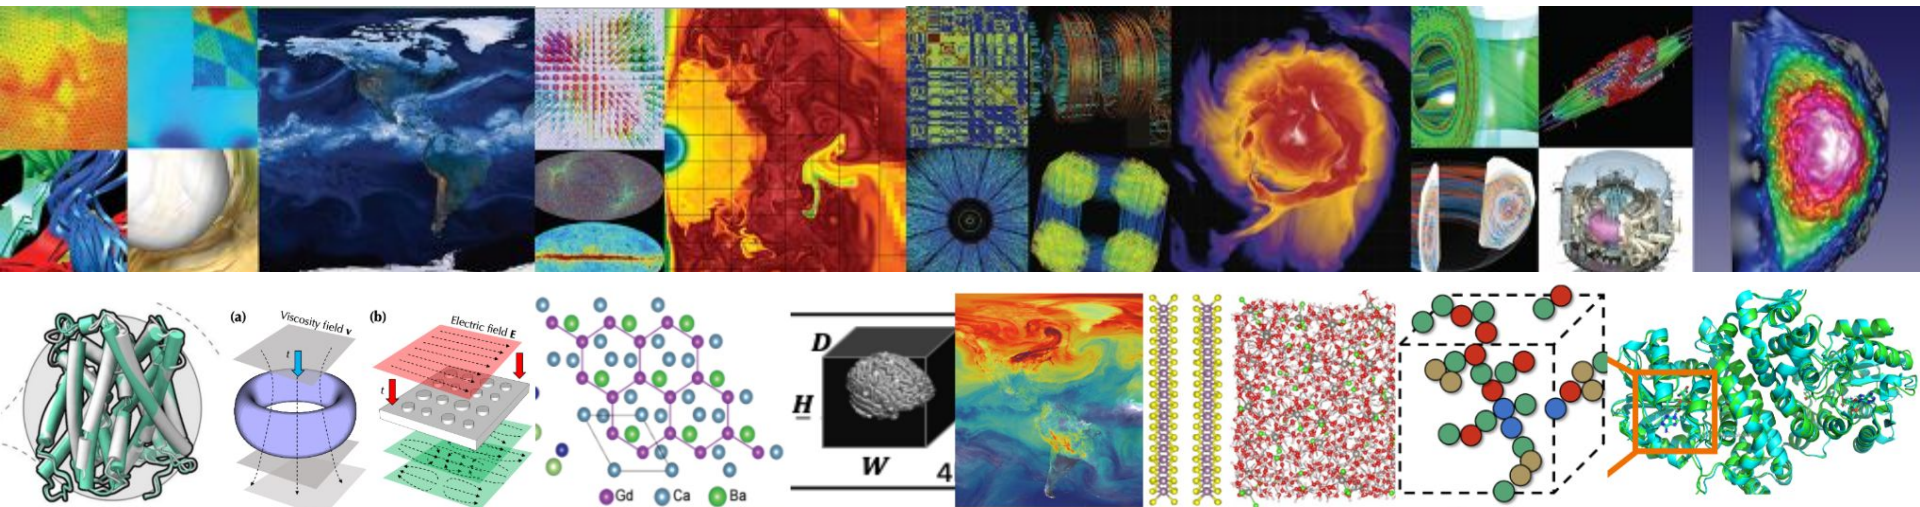 (a)
Viscosity field v
t
(b)
Electric field E
t
Gd
Ca
Ba
D
H
W
4